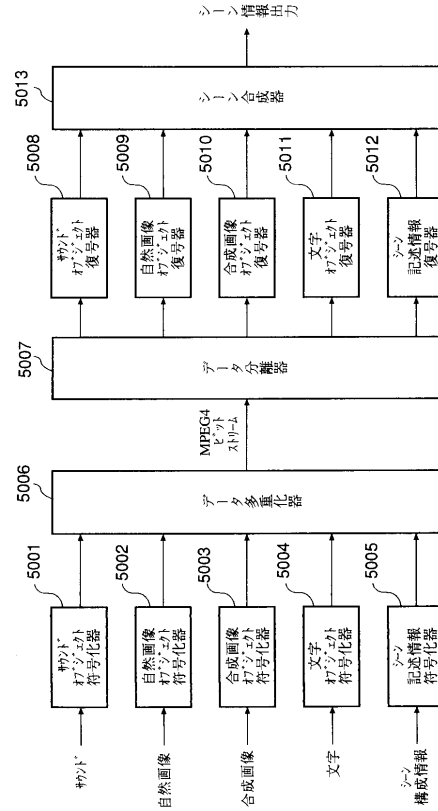 サウンド
自然画像
合成画像
文字
シーン
構成情報
5001
サウンド
オブジェクト
符号化器
5002
自然画像
オブジェクト
符号化器
5003
合成画像
オブジェクト
符号化器
5004
文字
オブジェクト
符号化器
5005
シーン
記述情報
符号化器
5006
データ多重化器
MPEG4
ビット
ストリーム
5007
データ分離器
5008
サウンド
オブジェクト
復号器
5009
自然画像
オブジェクト
復号器
5010
合成画像
オブジェクト
復号器
5011
文字
オブジェクト
復号器
5012
シーン
記述情報
復号器
5013
シーン合成器
シーン情報出力